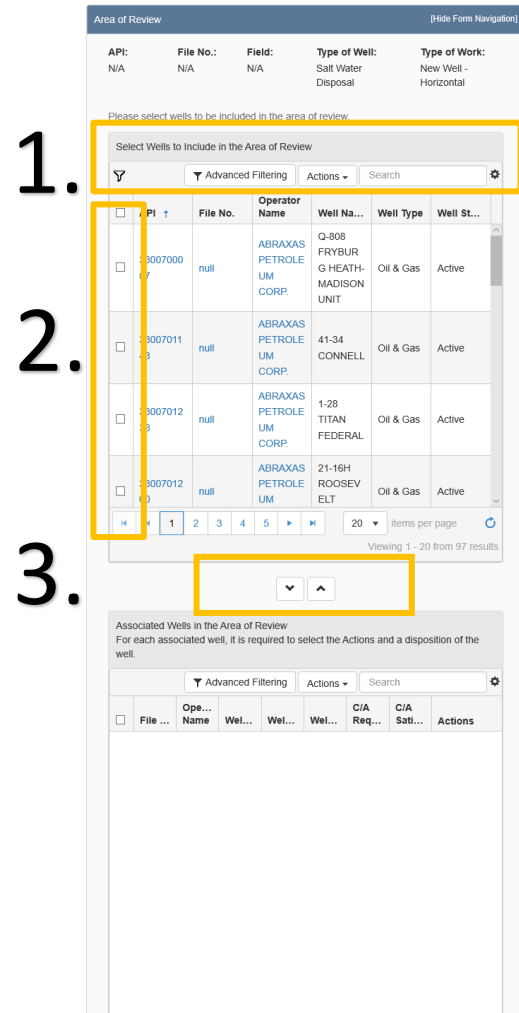 Area of Review [Hide Form Navigation]
API: File No.: Field: Type of Well: Type of Work:
N/A N/A N/A Salt Water New Well -
Disposal Horizontal
Please select wells to be included in the area of review.
1.
Select Wells to Include in the Area of Review
Advanced Filtering Actions Search
Operator
API ↑ File No. Name Well Na... Well Type Well St...
Q-808
ABRAXAS FRYBUR
33007000 PETROLE G HEATH- Oil & Gas Active
07 null UM MADISON
CORP. UNIT
2.
ABRAXAS
33007011 null PETROLE 41-34 Oil & Gas Active
43 UM CONNELL
CORP.
ABRAXAS 1-28
33007012 null PETROLE TITAN Oil & Gas Active
UM FEDERAL
CORP.
ABRAXAS 21-16H
33007012 null PETROLE ROOSEV Oil & Gas Active
UM ELT
1 2 3 4 5 20 items per page
Viewing 1 - 20 from 97 results
3.
Associated Wells in the Area of Review
For each associated well, it is required to select the Actions and a disposition of the
well.
Advanced Filtering Actions Search
Ope... C/A C/A
File ... Name Wel... Wel... Wel... Req... Sati... Actions